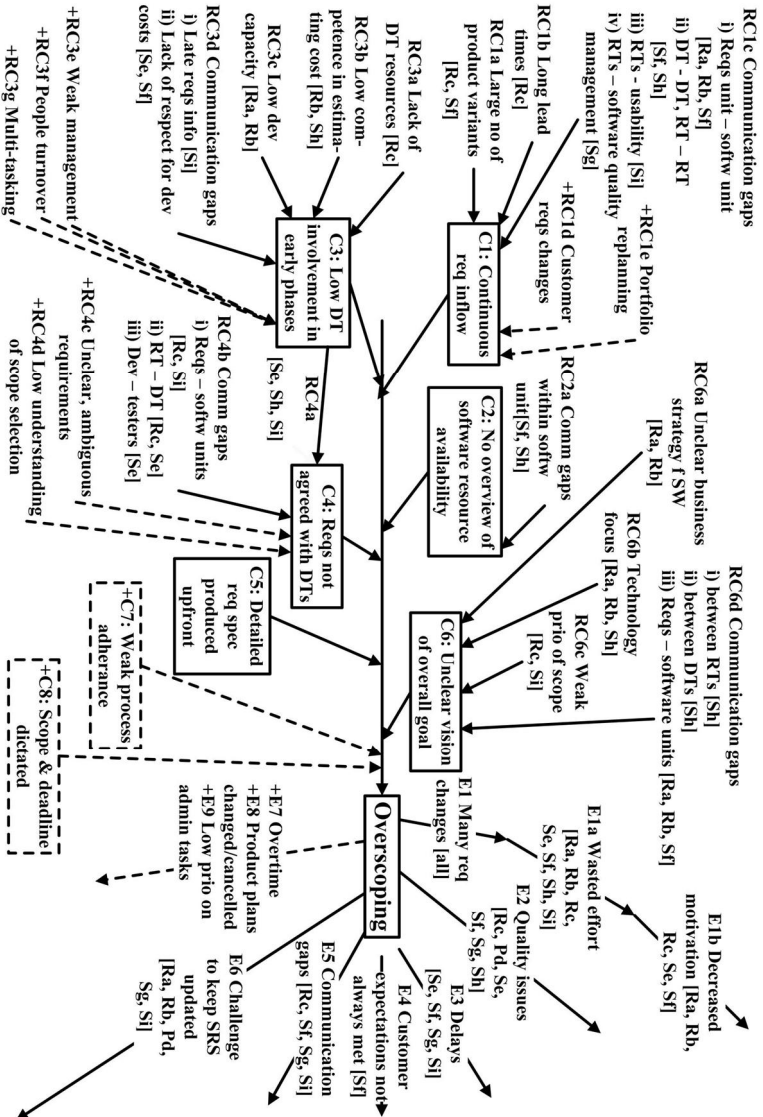 RC1c Communication gaps
i) Reqs unit – softw unit
[Ra, Rb, Sf]
ii) DT - DT, RT – RT
[Sf, Sh]
iii) RTs - usability [Si]
iv) RTs – software quality
management [Sg]
+RC1e Portfolio
replanning
+RC1d Customer
reqs changes
RC1b Long lead
times [Rc]
RC1a Large no of
product variants
[Rc, Sf]
C1: Continuous
req inflow
RC6a Unclear business
strategy f SW
[Ra, Rb]
RC2a Comm gaps
within softw
unit[Sf, Sh]
C2: No overview of
software resource
availability
RC6d Communication gaps
i) between RTs [Sh]
ii) between DTs [Sh]
iii) Reqs – software units [Ra, Rb, Sf]
RC6b Technology
focus [Ra, Rb, Sh]
RC6c Weak
prio of scope
[Rc, Si]
C6: Unclear vision
of overall goal
RC3a Lack of
DT resources [Rc]
RC3b Low com-
petence in estima-
ting cost [Rb, Sh]
RC3c Low dev
capacity [Ra, Rb]
RC3d Communication gaps
i) Late reqs info [Si]
ii) Lack of respect for dev
costs [Se, Sf]
+RC3e Weak management
+RC3f People turnover
+RC3g Multi-tasking
C3: Low DT
involvement in
early phases
RC4a
[Se, Sh, Si]
RC4b Comm gaps
i) Reqs – softw units
[Rc, Si]
ii) RT – DT [Rc, Se]
iii) Dev – testers [Se]
+RC4c Unclear, ambiguous
requirements
+RC4d Low understanding
of scope selection
C4: Reqs not
agreed with DTs
C5: Detailed
req spec
produced
upfront
+C7: Weak process
adherance
+C8: Scope & deadline
dictated
Overscoping
E1 Many req
changes [all]
E1a Wasted effort
[Ra, Rb, Rc,
Se, Sf, Sh, Si]
E1b Decreased
motivation [Ra, Rb,
Rc, Se, Sf]
E2 Quality issues
[Rc, Pd, Se,
Sf, Sg, Sh]
E3 Delays
[Se, Sf, Sg, Si]
E4 Customer
expectations not
always met [Sf]
E5 Communication
gaps [Rc, Sf, Sg, Si]
E6 Challenge
to keep SRS
updated
[Ra, Rb, Pd,
Sg, Si]
+E7 Overtime
+E8 Product plans
changed/cancelled
+E9 Low prio on
admin tasks